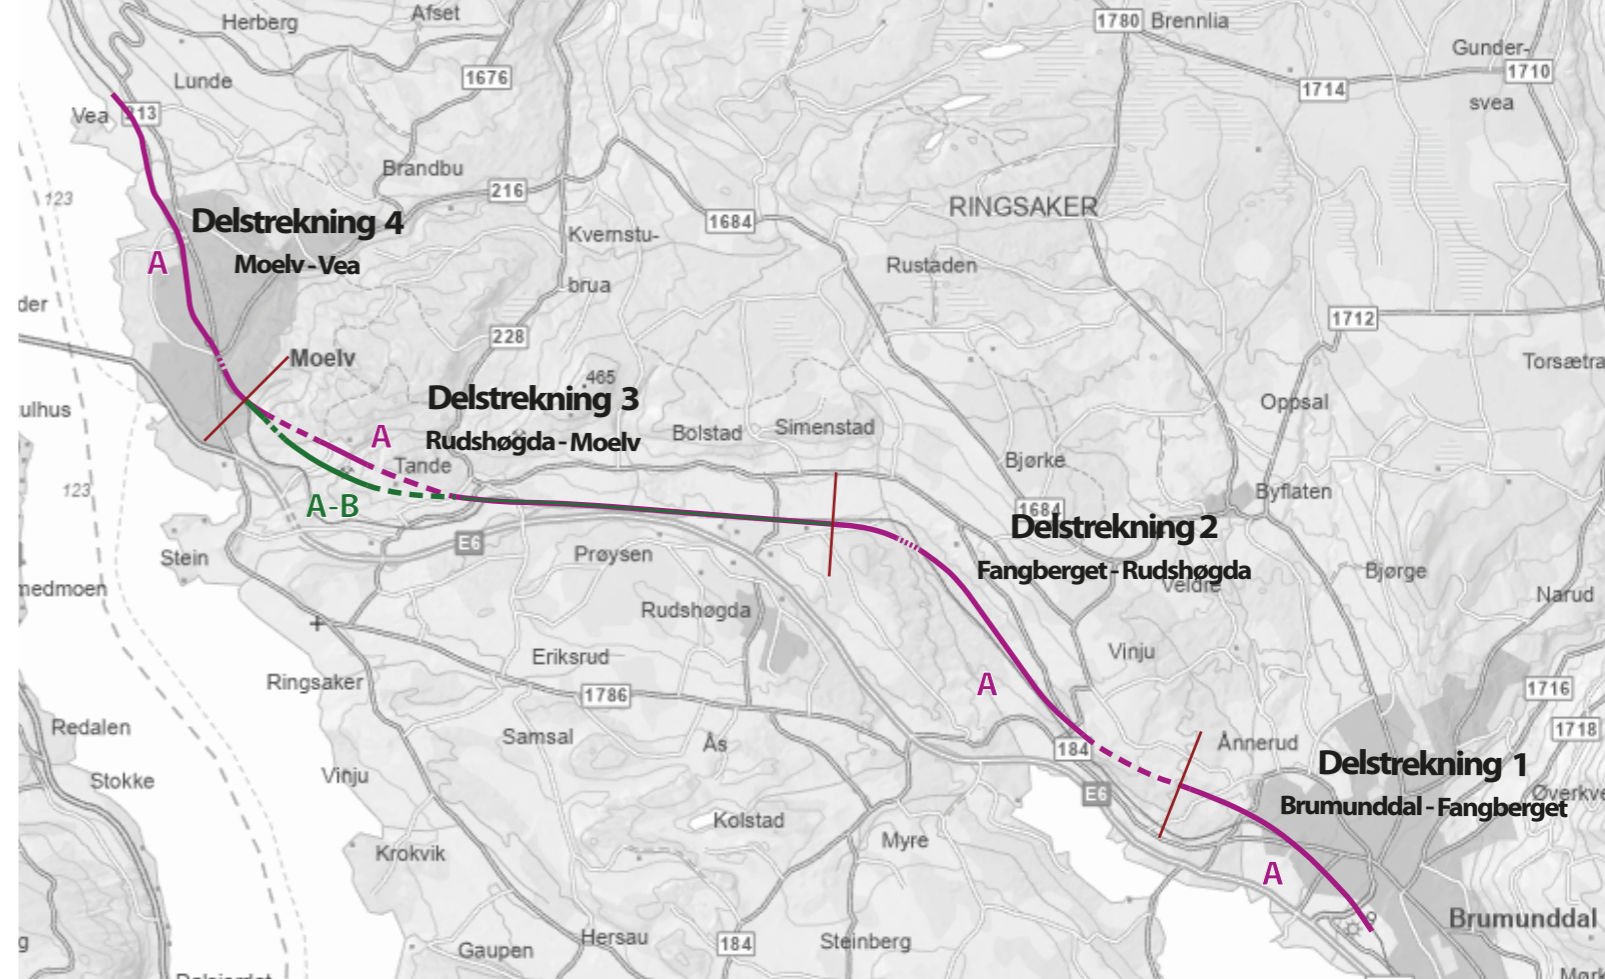 Herberg
Afset
1780 Brennlia
Gunder-
svea
1710
Lunde
1676
1714
Vea
Brandbu
216
123
Delstrekning 4
Moelv - Vea
A
1684
RINGSAKER
Kvernstu-
brua
Rustaden
228
1712
Moelv
465
Torsætra
Delstrekning 3
Rudshøgda - Moelv
A
Bolstad
Simenstad
Oppsal
Tande
A-B
123
Bjørke
Byflaten
1684
Delstrekning 2
Fangberget - Rudshøgda
Veldre
E6
Stein
Prøysen
Bjørge
Narud
Rudshøgda
Eriksrud
Vinju
Ringsaker
1786
A
1716
Redalen
Samsal
Ås
184
Ånnerud
1718
Stokke
Vinju
E6
Delstrekning 1
Brumunddal - Fangberget
Kolstad
Myre
Krokvik
A
Brumunddal
Gaupen
Hersau
184
Steinberg